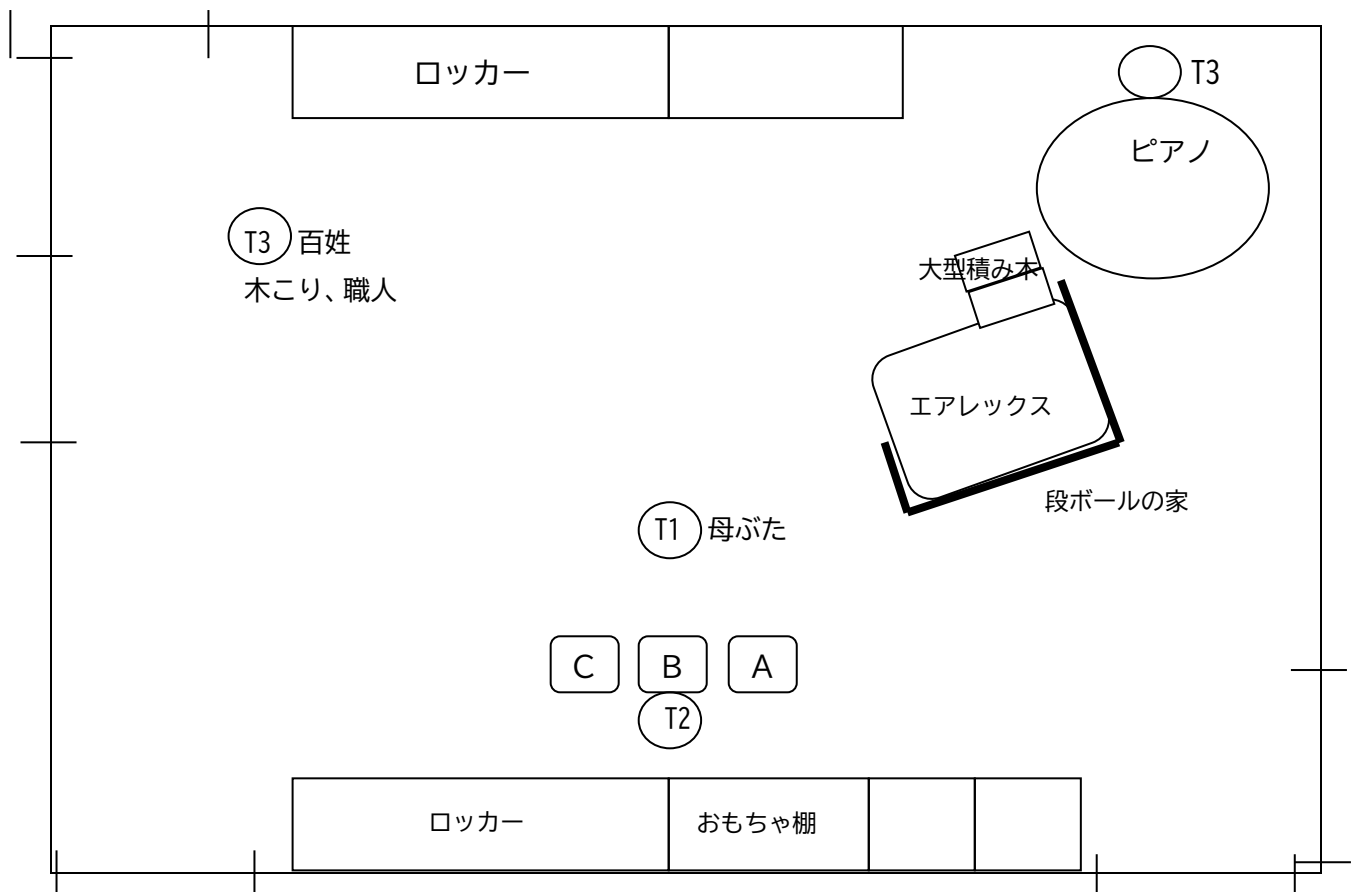 ロッカー
T3
ピアノ
T3 百姓
木こり、職人
大型積み木
エアレックス
段ボールの家
T1 母ぶた
C B A
T2
ロッカー おもちゃ棚